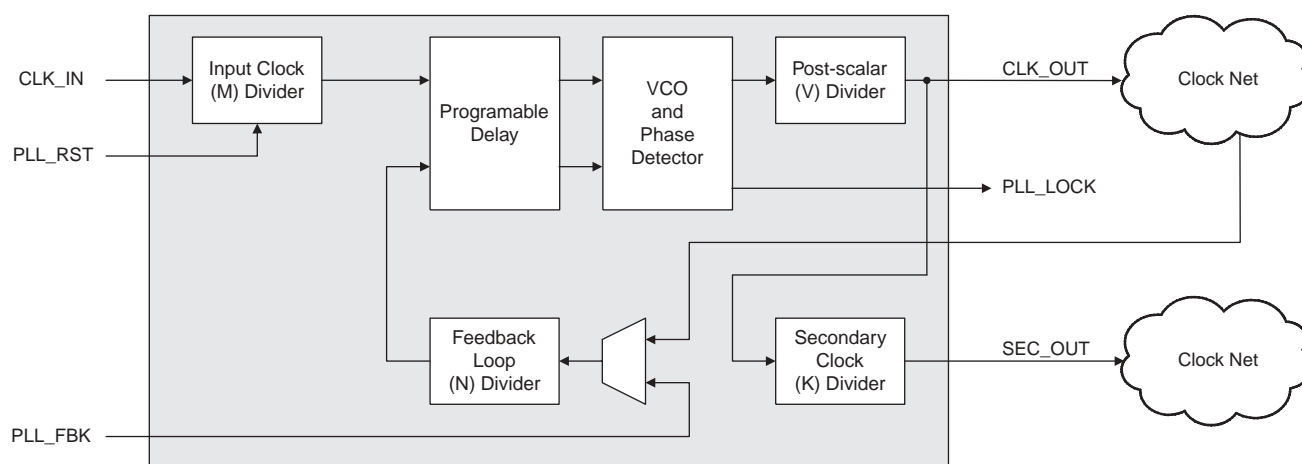 CLK_IN
PLL_RST
PLL_FBK
Input Clock
(M) Divider
Programable
Delay
VCO
and
Phase
Detector
Post-scalar
(V) Divider
CLK_OUT
Clock Net
PLL_LOCK
Feedback
Loop
(N) Divider
Secondary
Clock
(K) Divider
SEC_OUT
Clock Net